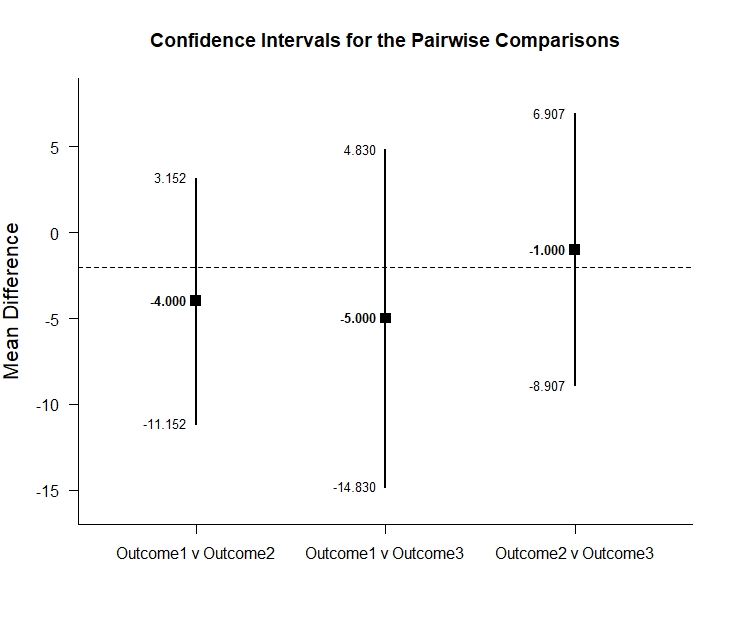 Confidence Intervals for the Pairwise Comparisons
Mean Difference
5
0
-5
-10
-15
3.152
-4.000
-11.152
4.830
-5.000
-14.830
6.907
-1.000
-8.907
Outcome1 v Outcome2
Outcome1 v Outcome3
Outcome2 v Outcome3